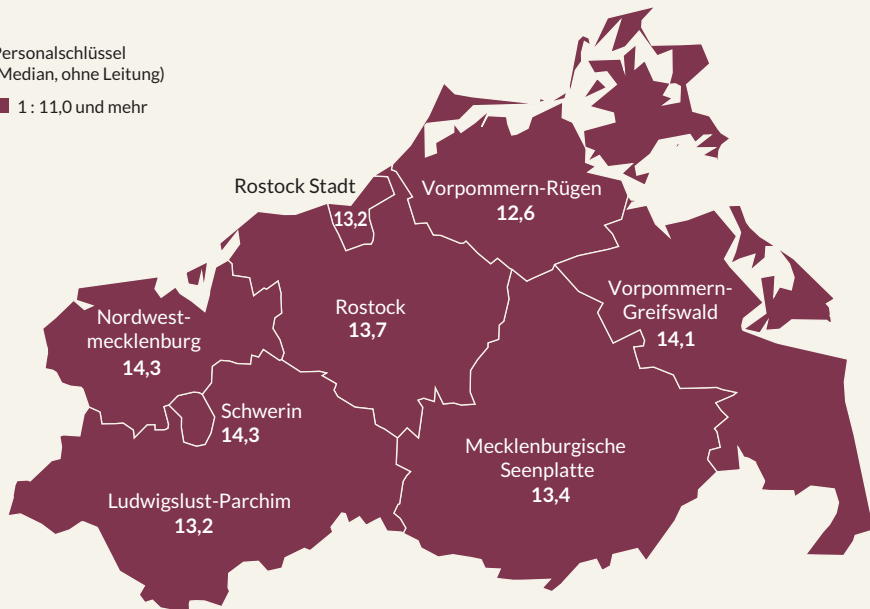 Personalschlüssel
(Median, ohne Leitung)
1 : 11,0 und mehr
Rostock Stadt
13,2
Vorpommern-Rügen
12,6
Vorpommern-
Greifswald
14,1
Rostock
13,7
Nordwest-
mecklenburg
14,3
Schwerin
14,3
Mecklenburgische
Seenplatte
13,4
Ludwigslust-Parchim
13,2